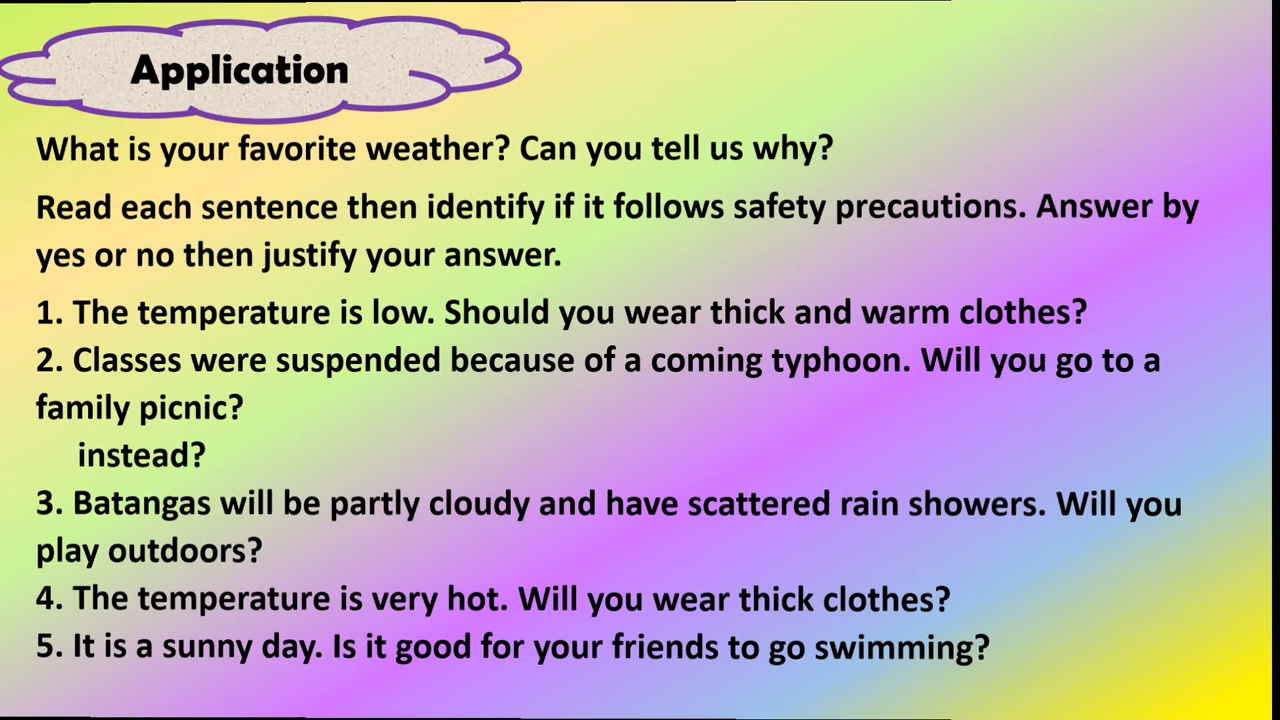 Application
What is your favorite weather? Can you tell us why?
Read each sentence then identify if it follows safety precautions. Answer by
yes or no then justify your answer.
1. The temperature is low. Should you wear thick and warm clothes?
2. Classes were suspended because of a coming typhoon. Will you go to a
family picnic?
instead?
3. Batangas will be partly cloudy and have scattered rain showers. Will you
play outdoors?
4. The temperature is very hot. Will you wear thick clothes?
5. It is a sunny day. Is it good for your friends to go swimming?